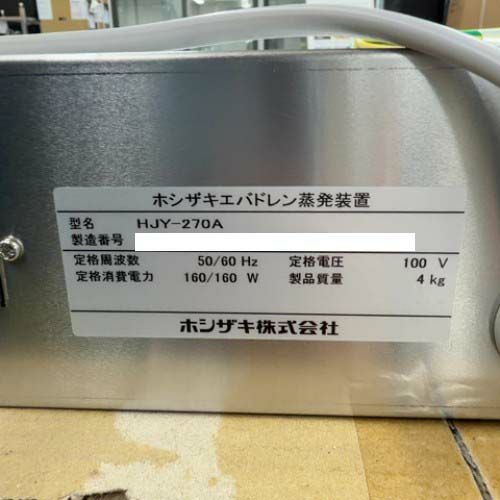 ホシザキエバドレン蒸発装置
型名 HJY-270A
製造番号
定格周波数 50/60 Hz 定格電圧 100 V
定格消費電力 160/160 W 製品質量 4 kg
ホシザキ株式会社